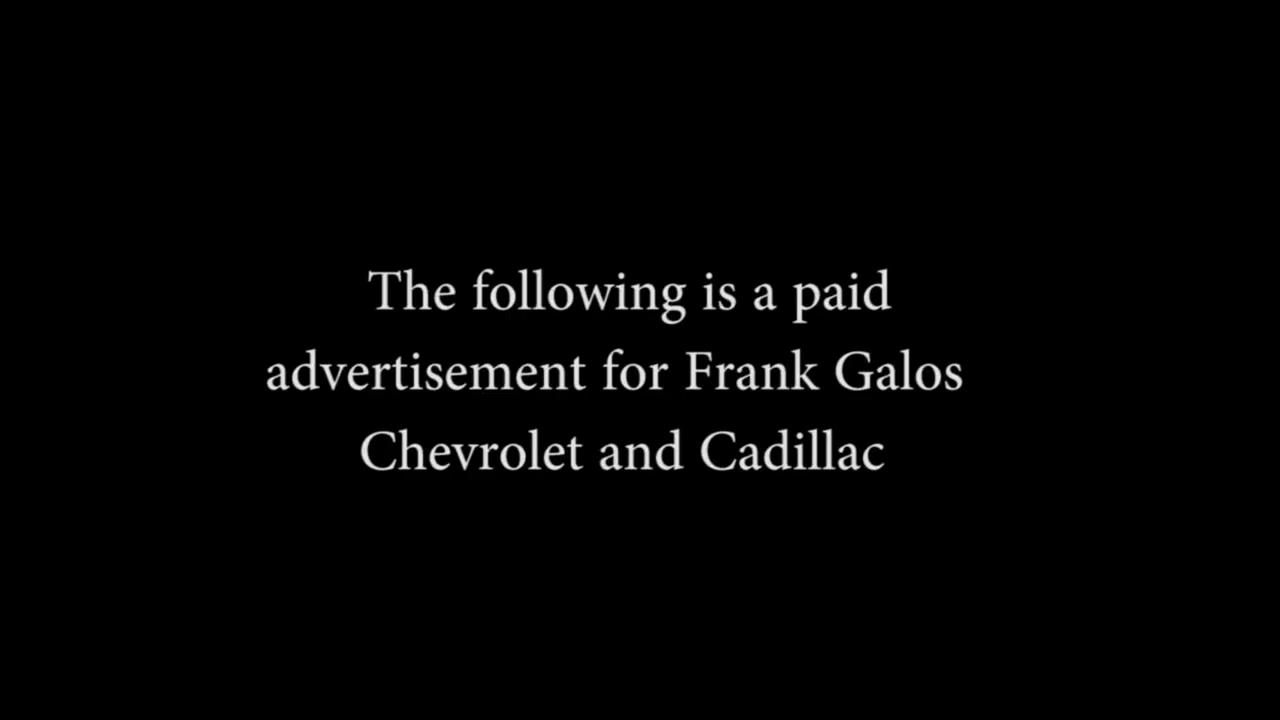 The following is a paid
advertisement for Frank Galos
Chevrolet and Cadillac